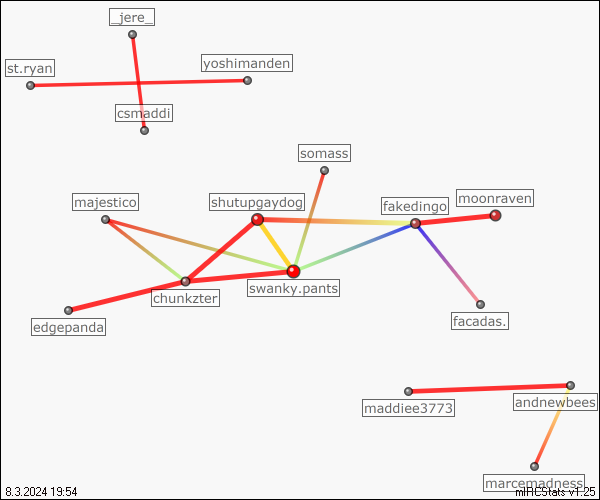 _jere_
st.ryan
yoshimanden
csmaddi
somass
majestico
shutupgaydog
fakedingo
moonraven
chunkzter
swanky.pants
edgepanda
facadas.
maddiee3773
andnewbees
marcemadness
8.3.2024 19:54
mIRCStats v1.25